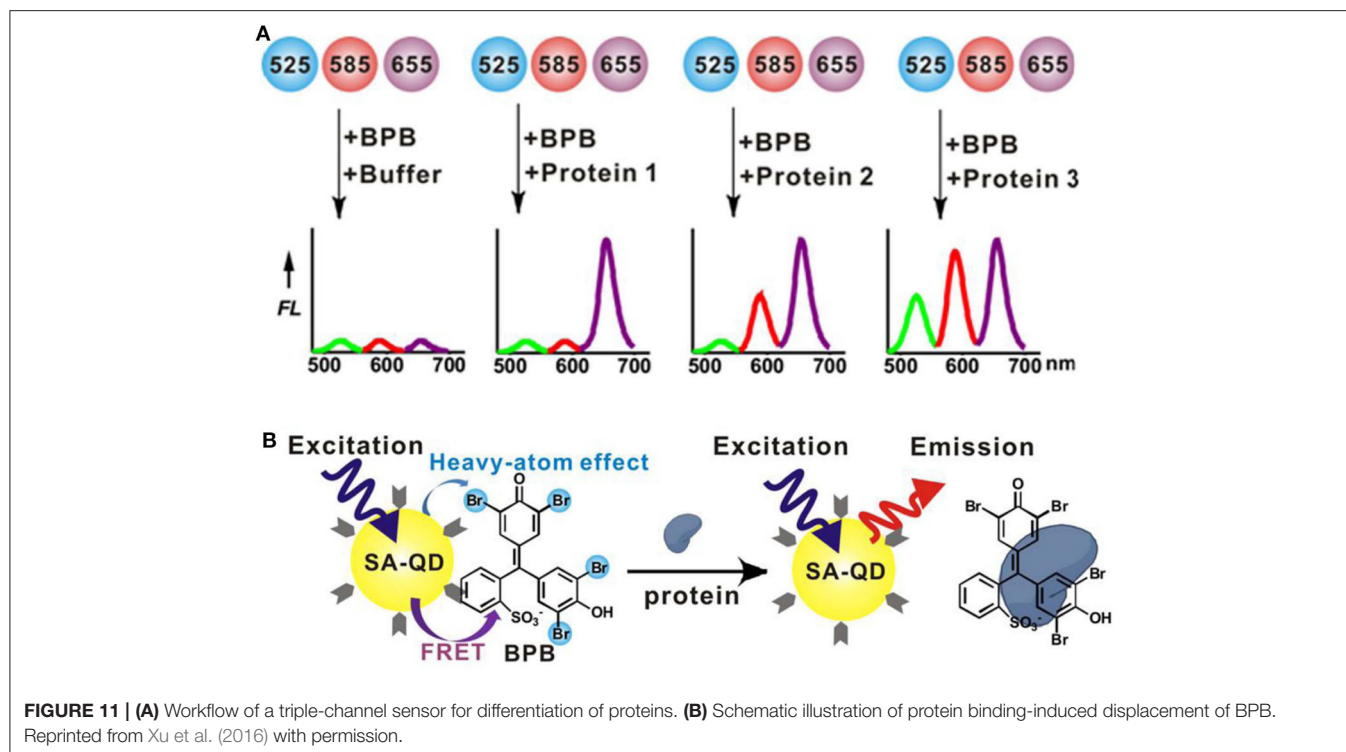 A
525 585 655 525 585 655 525 585 655 525 585 655
+BPB +BPB +BPB +BPB
+Buffer +Protein 1 +Protein 2 +Protein 3
FL
500 600 700 500 600 700 500 600 700 500 600 700 nm
B Excitation Excitation Emission
Heavy-atom effect
O O
Br Br Br Br
SA-QD Br SA-QD Br
protein
SO3- OH SO3- OH
Br Br
FRET BPB
FIGURE 11 | (A) Workflow of a triple-channel sensor for differentiation of proteins. (B) Schematic illustration of protein binding-induced displacement of BPB.
Reprinted from Xu et al. (2016) with permission.